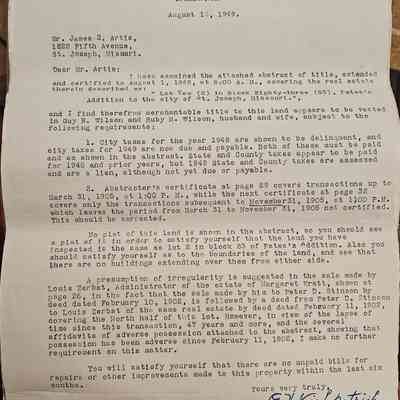 August 12, 1949.
Mr. James S. Artis,
1622 Fifth Avenue,
St. Joseph, Missouri.
Dear Mr. Artis:
I have examined the attached abstract of title, extended
and certified to August 1, 1949, at 8:00 A.M., covering the real estate
therein described as: " Lot Two (2) in Block Eighty-three (83), Patee's
Addition to the city of St. Joseph, Missouri.",
and I find therefrom merchantable title to this land appears to be vested
in Guy N. Wilson and Ruby B. Wilson, husband and wife, subject to the
following requirements:
1. City taxes for the year 1948 are shown to be delinquent, and
city taxes for 1949 are now due and payable. Both of these must be paid
and so shown in the abstract. State and County taxes appear to be paid
for 1948 and prior years, but 1949 State and County taxes are assessed
and are a lien, although not yet due or payable.
2. Abstracter's certificate at page 29 covers transactions up to
March 31, 1905, at 1:00 P.M., while the next certificate at page 32
covers only the transactions subsequent to November 31, 1905, at 1:00 P.M.
which leaves the period from March 31 to November 31, 1905 not certified.
This should be corrected.
No plat of this land is shown in the abstract, so you should see
a plat of it in order to satisfy yourself that the land you have
inspected is the same as lot 2 in block 83 of Patee's Addition. Also you
should satisfy yourself as to the boundaries of the land, and see that
there are no buildings extending over from either side.
A presumption of irregularity is suggested in the sale made by
Louis Zerbst, Administrator of the estate of Margaret Kratt, shown at
page 26, in the fact that the sale made by his to Peter D. Stinson by
deed dated February 10, 1902, is followed by a deed from Peter D. Stinson
to Louis Zerbst of the same real estate by deed dated February 11, 1902,
covering the North half of this lot. However, in view of the lapse of
time since this transaction, 47 years and more, and the several
affidavits of adverse possession attached to the abstract, showing that
possession has been adverse since February 11, 1902, I make no further
requirement on this matter.
You will satisfy yourself that there are no unpaid bills for
repairs or other improvements made to this property within the last six
months.
Yours very truly,